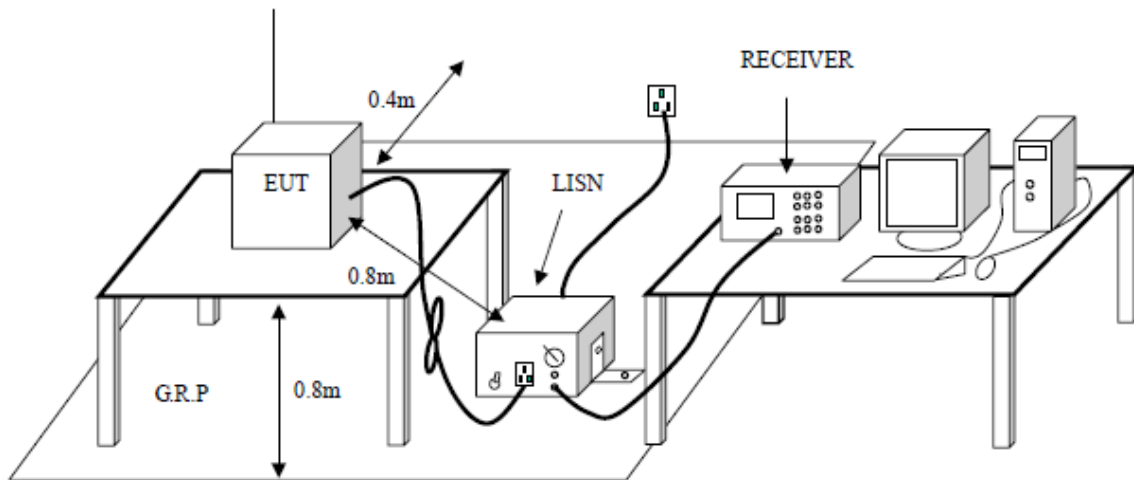 RECEIVER
0.4m
EUT
LISN
0.8m
G.R.P
0.8m